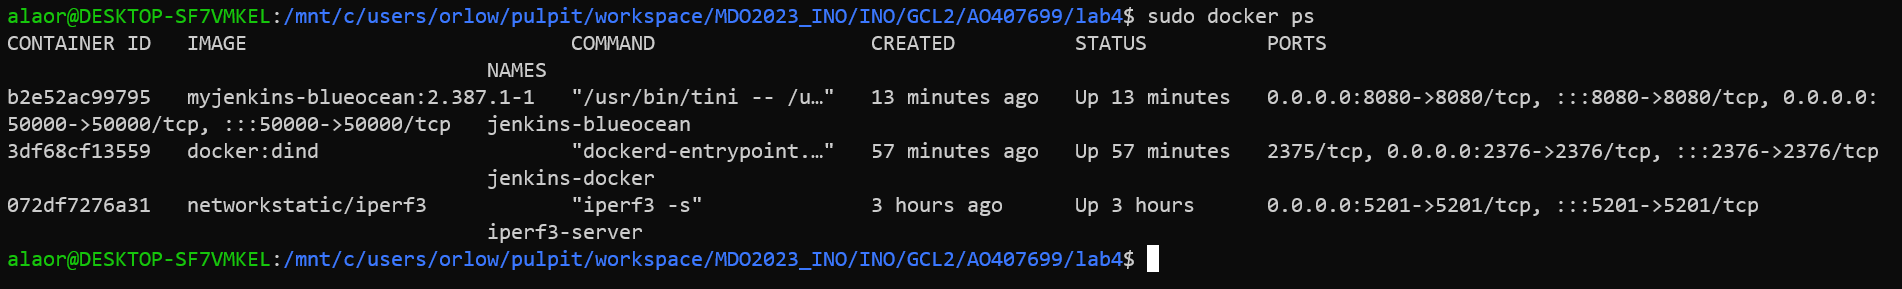 alaor@DESKTOP-SF7VMKEL:/mnt/c/users/orlow/pulpit/workspace/MDO2023_INO/INO/GCL2/AO407699/lab4$ sudo docker ps
CONTAINER ID   IMAGE                           COMMAND                  CREATED          STATUS          PORTS
                                        NAMES
b2e52ac99795   myjenkins-blueocean:2.387.1-1   "/usr/bin/tini -- /u…"   13 minutes ago   Up 13 minutes   0.0.0.0:8080->8080/tcp, :::8080->8080/tcp, 0.0.0.0:
50000->50000/tcp, :::50000->50000/tcp   jenkins-blueocean
3df68cf13559   docker:dind                     "dockerd-entrypoint.…"   57 minutes ago   Up 57 minutes   2375/tcp, 0.0.0.0:2376->2376/tcp, :::2376->2376/tcp
                                        jenkins-docker
072df7276a31   networkstatic/iperf3            "iperf3 -s"              3 hours ago      Up 3 hours      0.0.0.0:5201->5201/tcp, :::5201->5201/tcp
                                        iperf3-server
alaor@DESKTOP-SF7VMKEL:/mnt/c/users/orlow/pulpit/workspace/MDO2023_INO/INO/GCL2/AO407699/lab4$